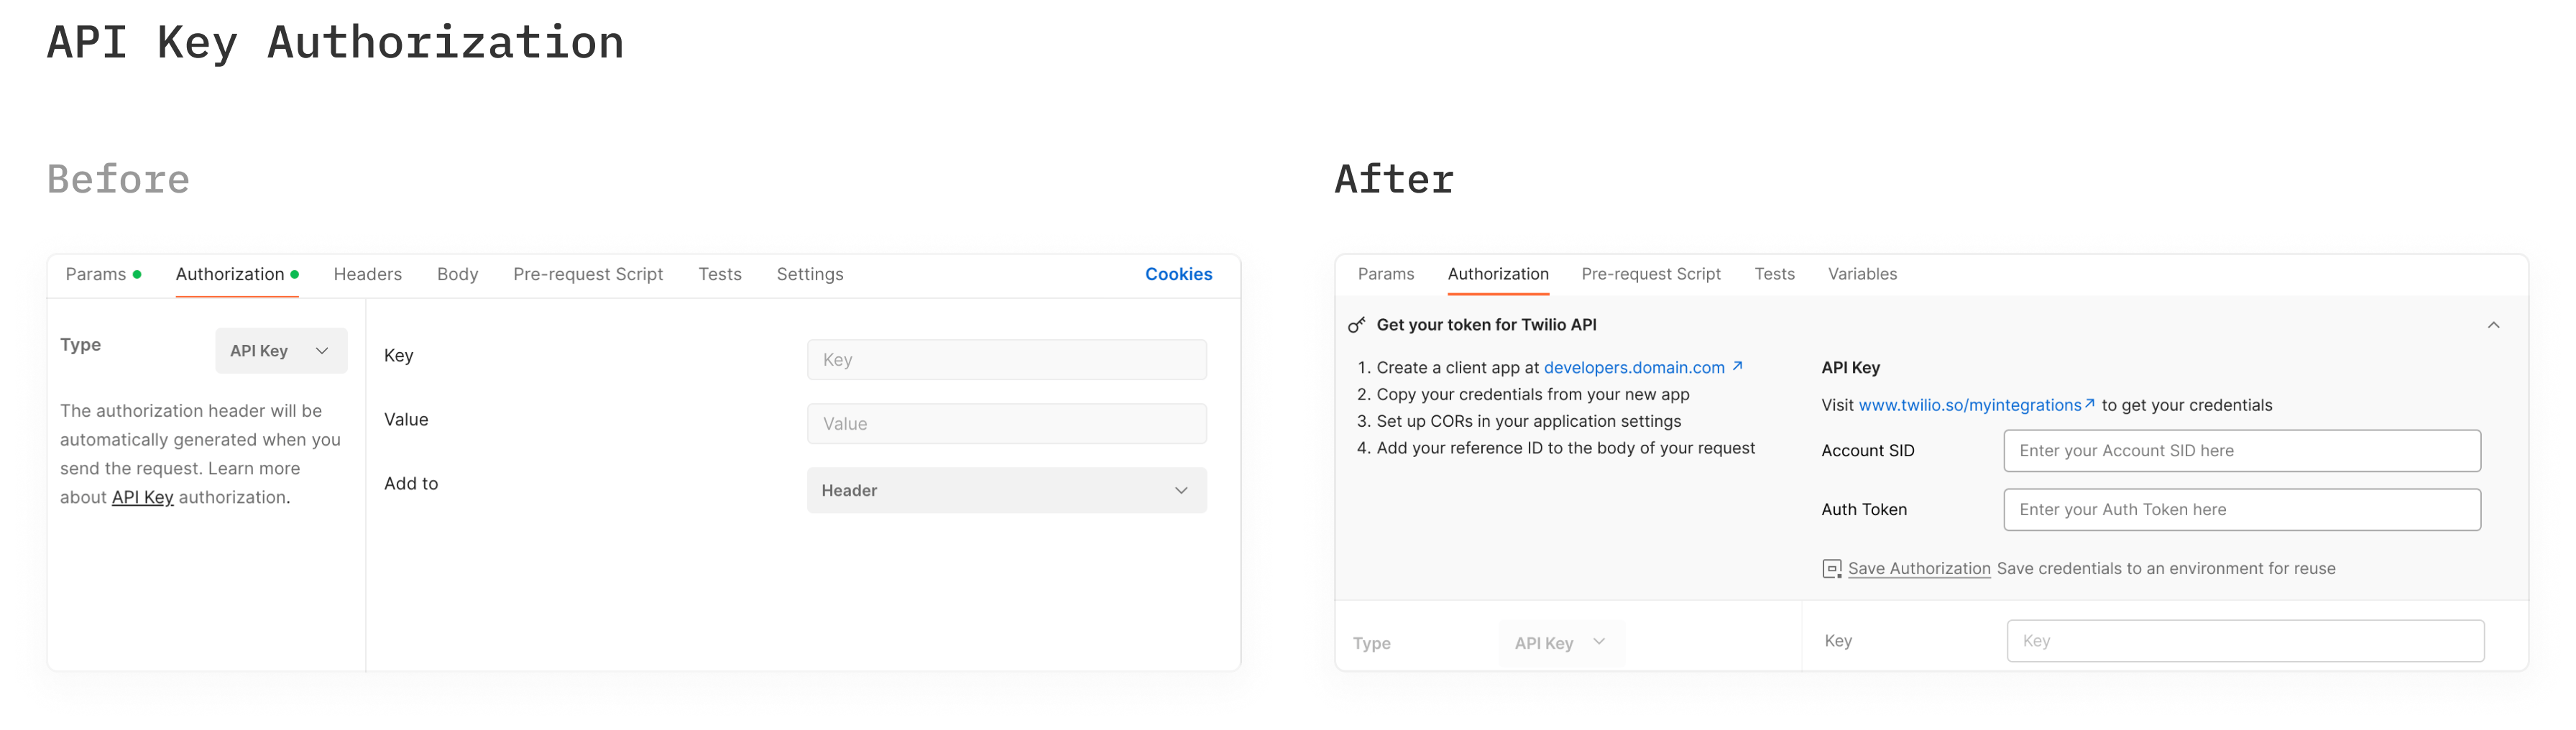 API Key Authorization
Before
Params
Authorization
Headers
Body
Pre-request Script
Tests
Settings
Cookies
Type
API Key
The authorization header will be
automatically generated when you
send the request. Learn more
about API Key authorization.
Key
Key
Value
Value
Add to
Header
After
Params
Authorization
Pre-request Script
Tests
Variables
Get your token for Twilio API
1. Create a client app at developers.domain.com ↗
2. Copy your credentials from your new app
3. Set up CORs in your application settings
4. Add your reference ID to the body of your request
API Key
Visit www.twilio.so/myintegrations↗ to get your credentials
Account SID
Enter your Account SID here
Auth Token
Enter your Auth Token here
Save Authorization Save credentials to an environment for reuse
Type
API Key
Key
Key